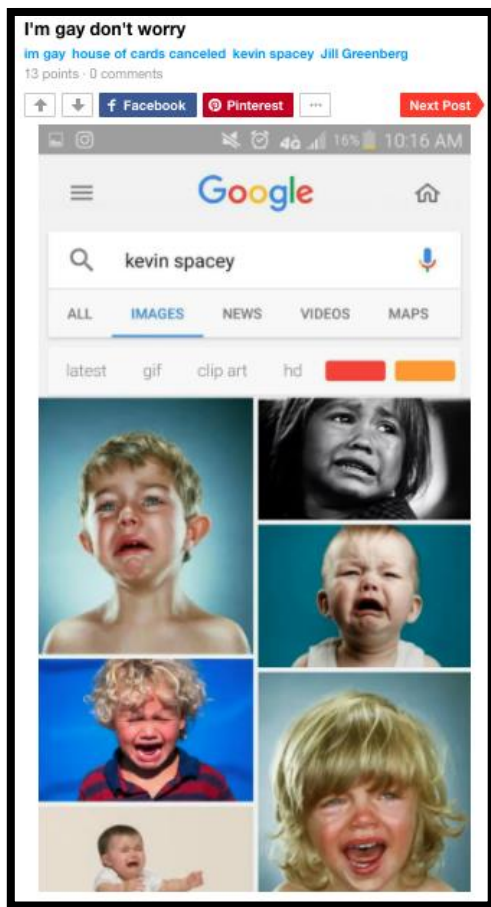 I'm gay don't worry
im gay house of cards canceled kevin spacey Jill Greenberg
13 points · 0 comments
f Facebook Pinterest ··· Next Post
16% 10:16 AM
Google
kevin spacey
ALL IMAGES NEWS VIDEOS MAPS
latest gif clip art hd